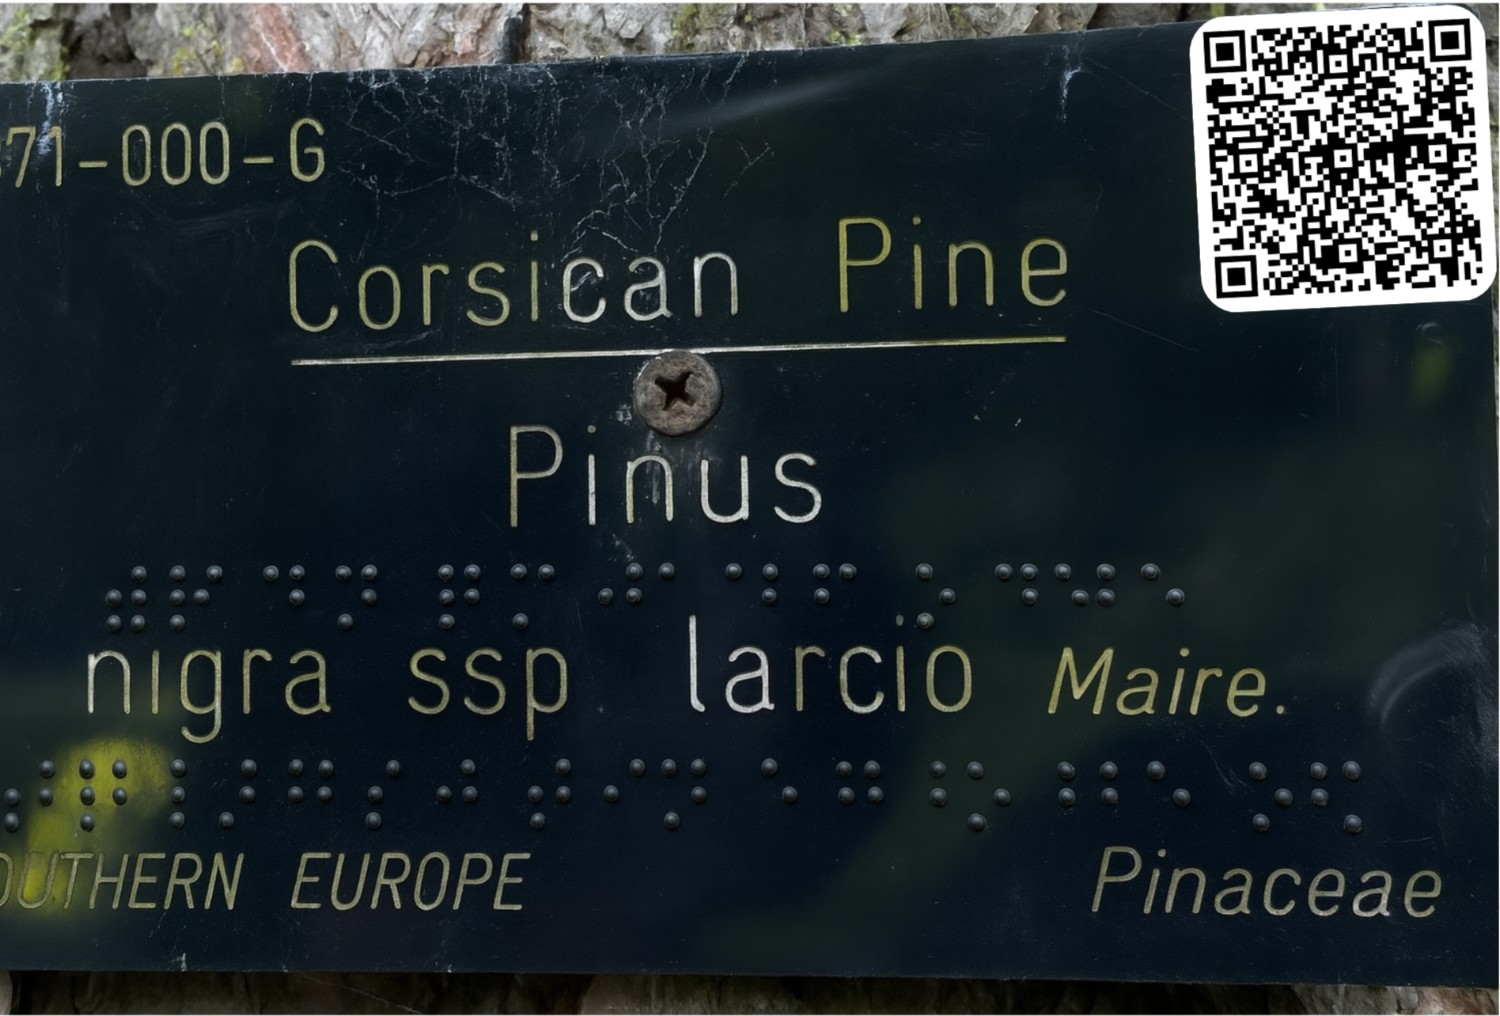 71-000-G
Corsican Pine
Pinus
nigra ssp larcio Maire.
OUTHERN EUROPE
Pinaceae